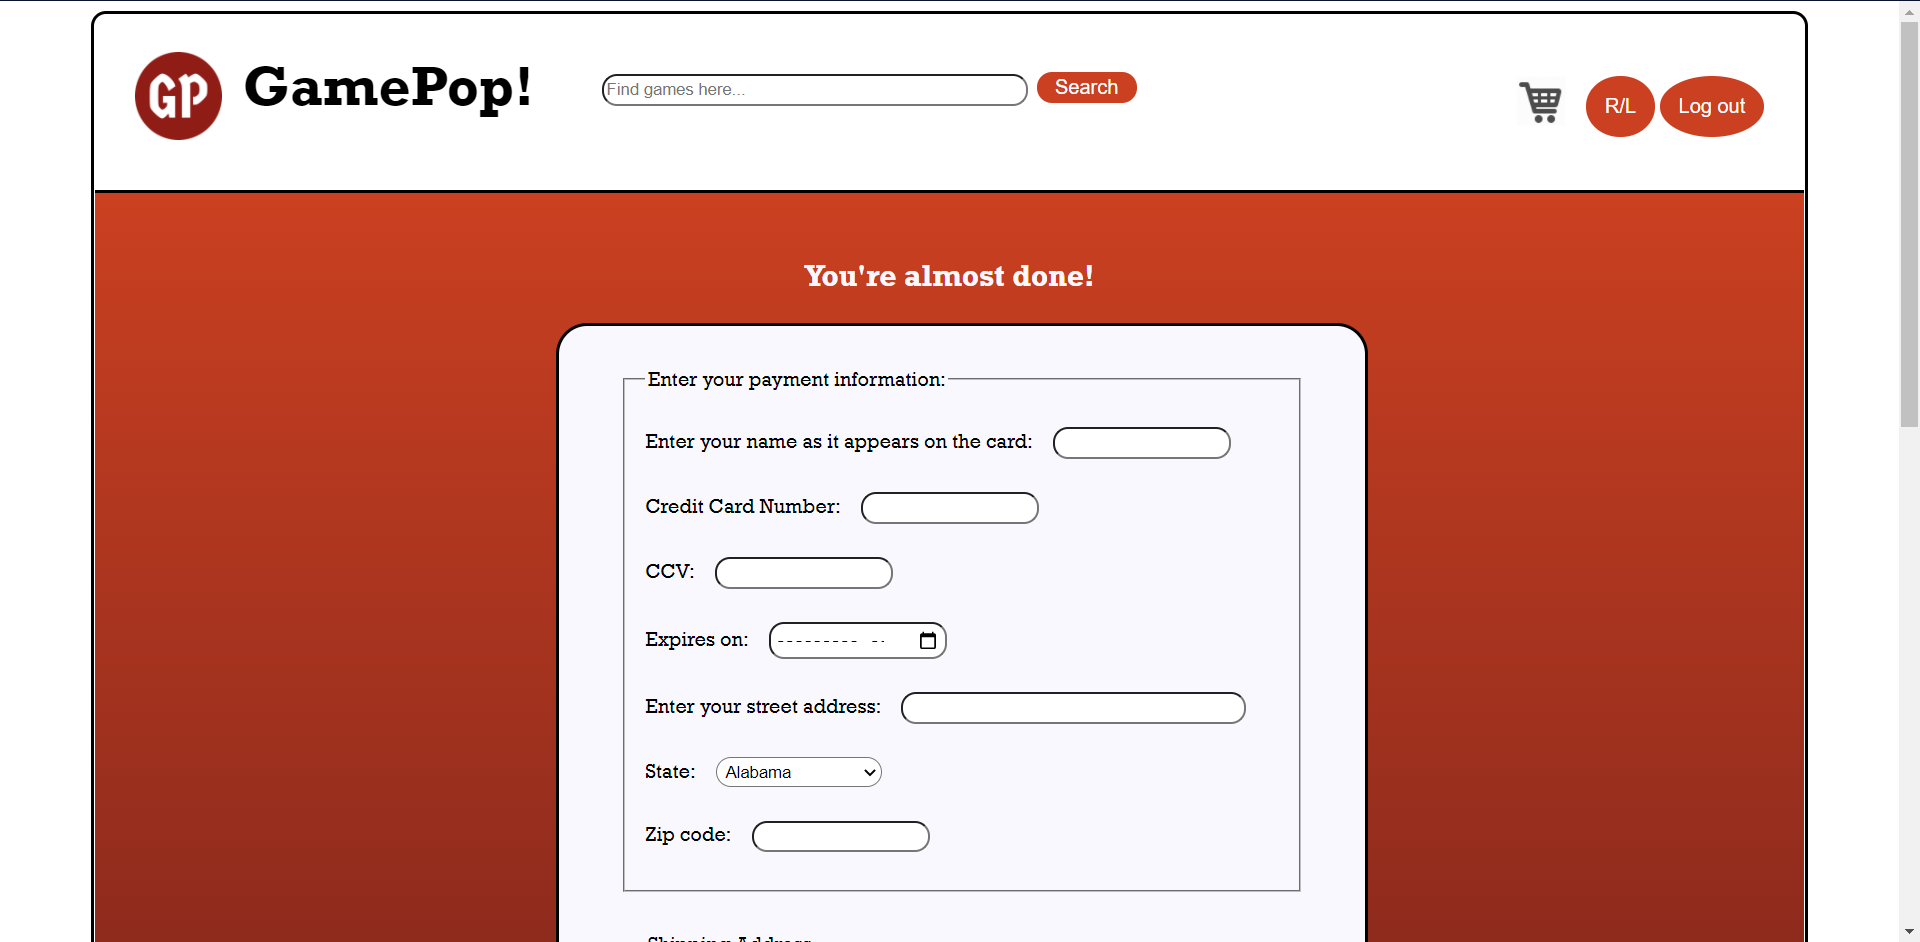 GP
GamePop!
Find games here...
Search
R/L
Log out
You're almost done!
Enter your payment information:
Enter your name as it appears on the card:
Credit Card Number:
CCV:
Expires on:
--------- --
Enter your street address:
State:
Alabama
Zip code:
Shipping Address